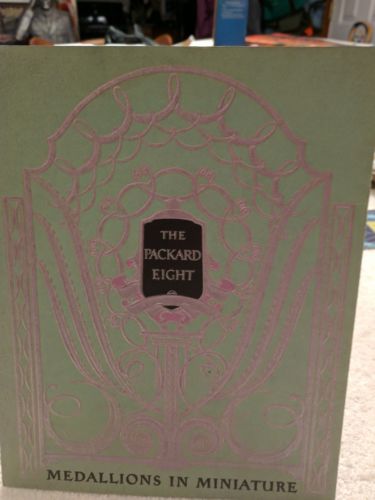 THE
PACKARD
EIGHT
MEDALLIONS IN MINIATURE